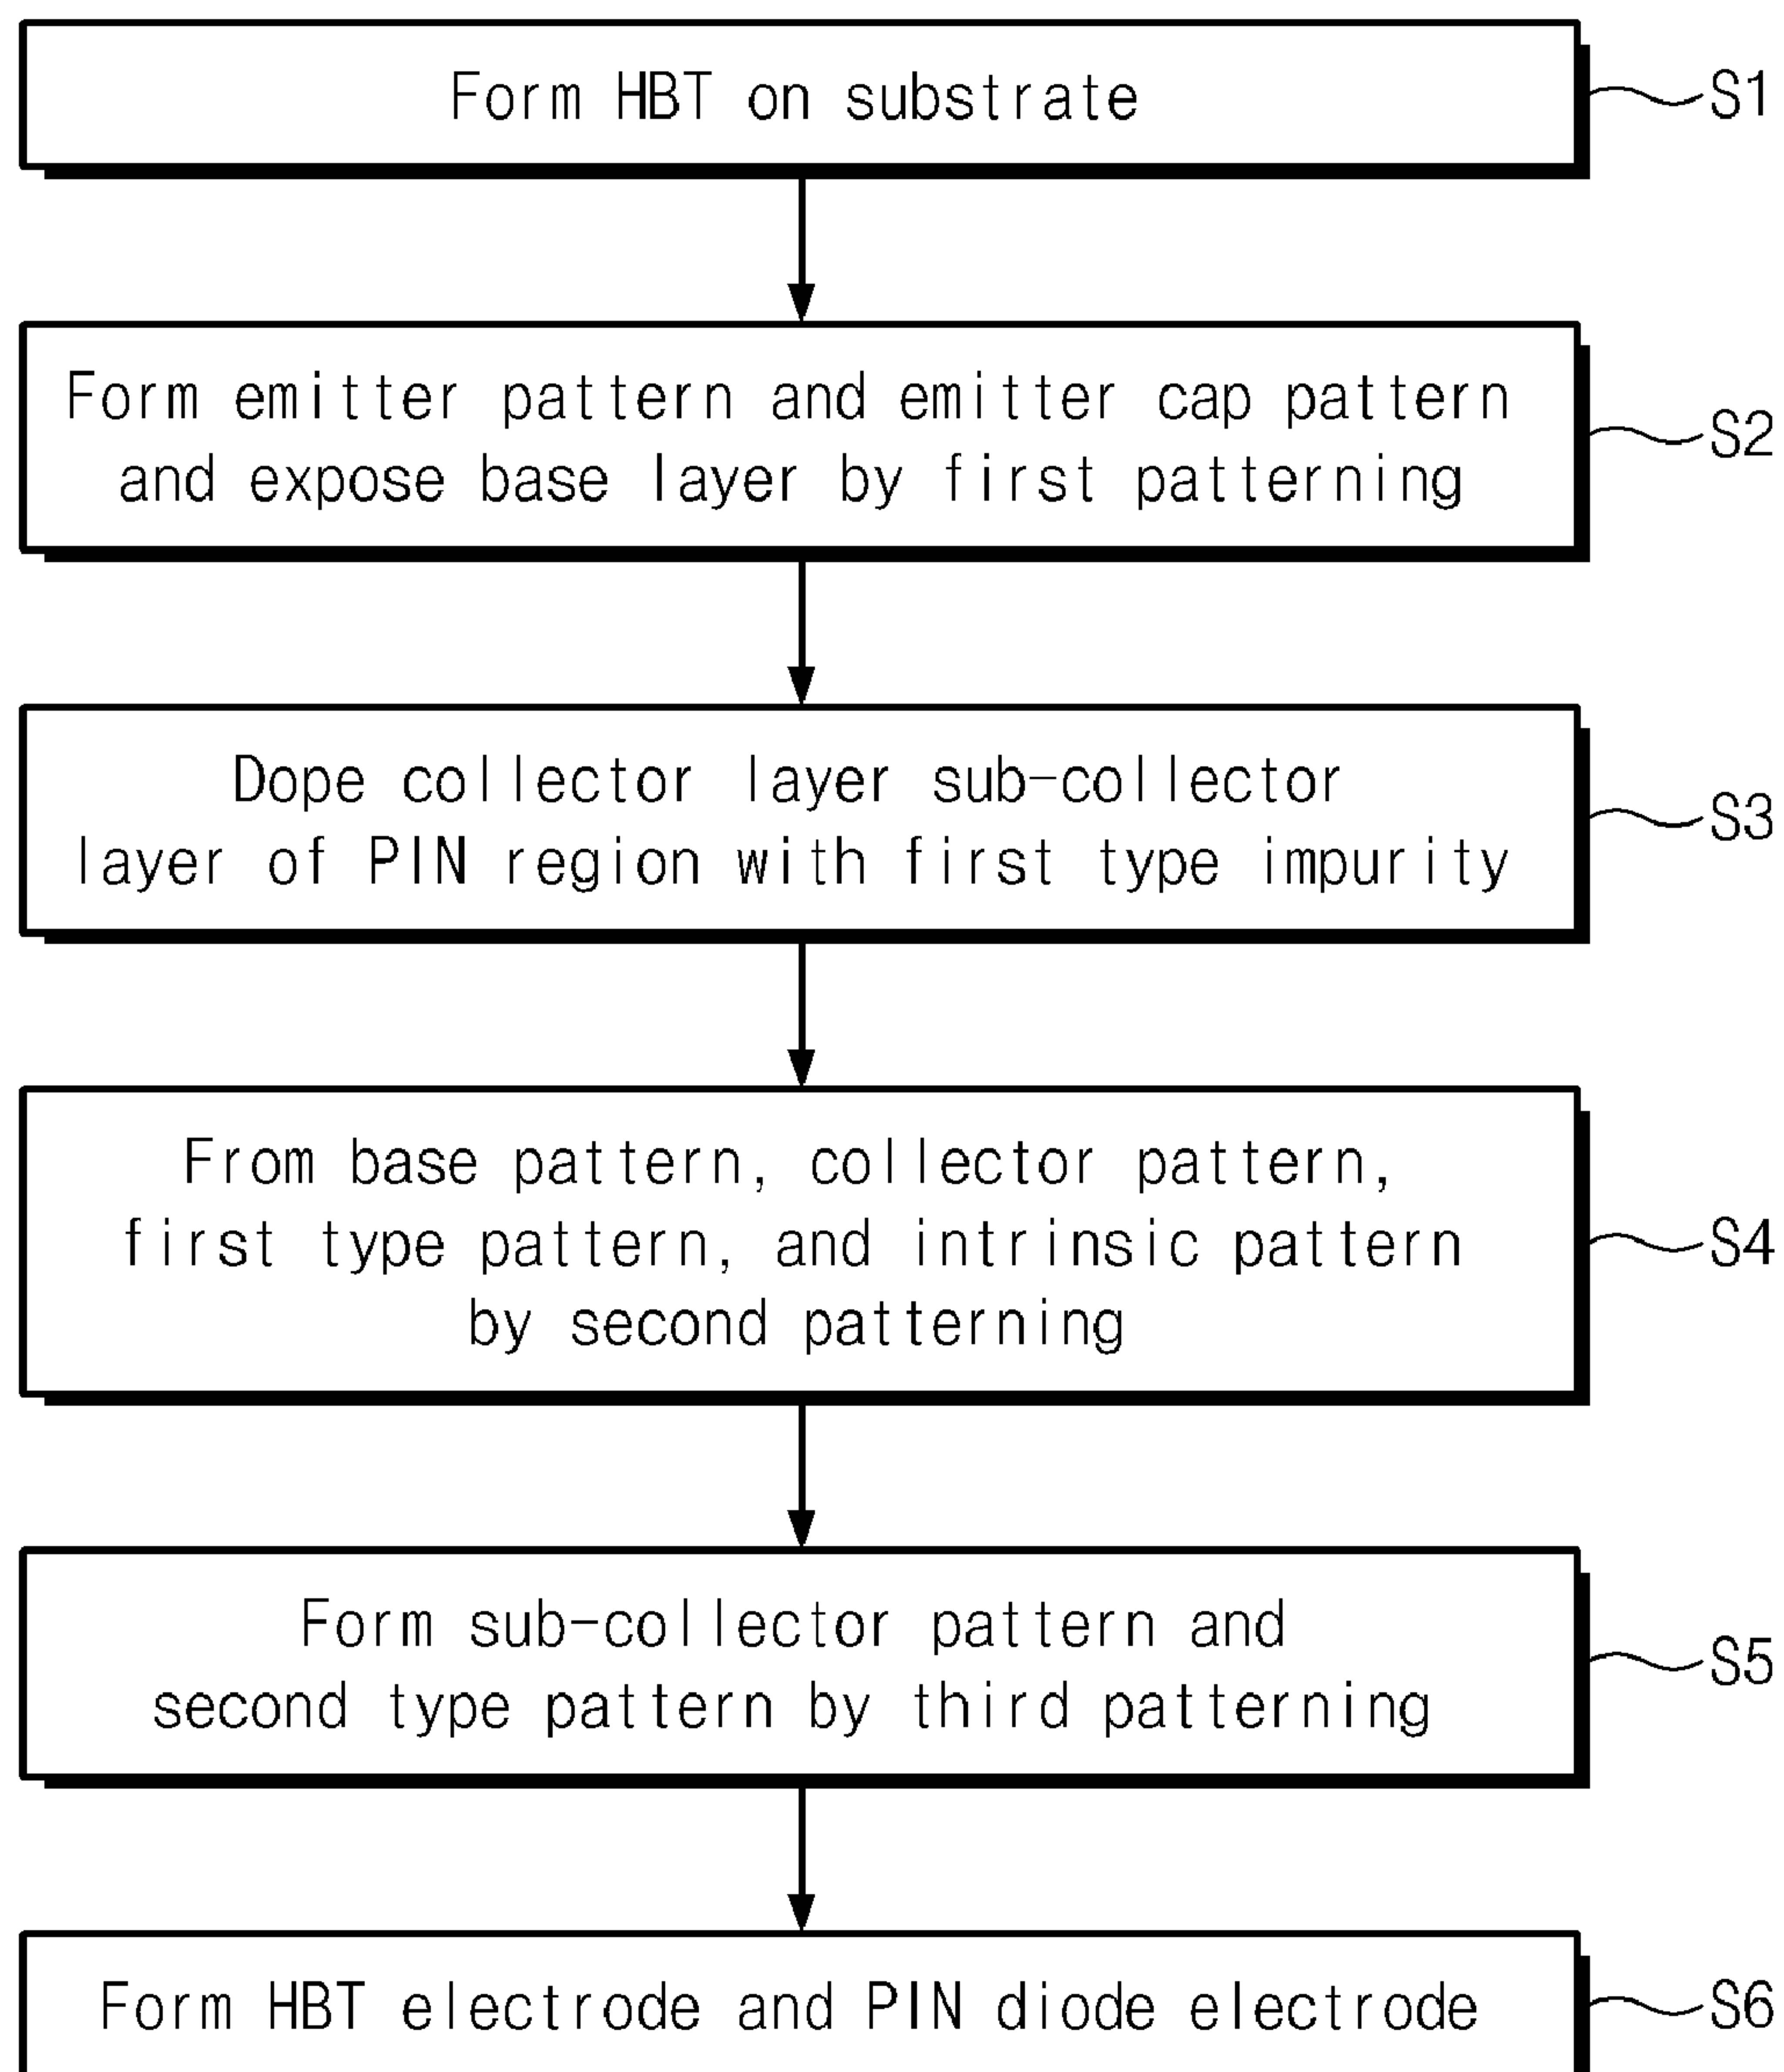 Form HBT on substrate
S1
Form emitter pattern and emitter cap pattern
and expose base layer by first patterning
S2
Dope collector layer sub-collector
layer of PIN region with first type impurity
S3
From base pattern, collector pattern,
first type pattern, and intrinsic pattern
by second patterning
S4
Form sub-collector pattern and
second type pattern by third patterning
S5
Form HBT electrode and PIN diode electrode
S6